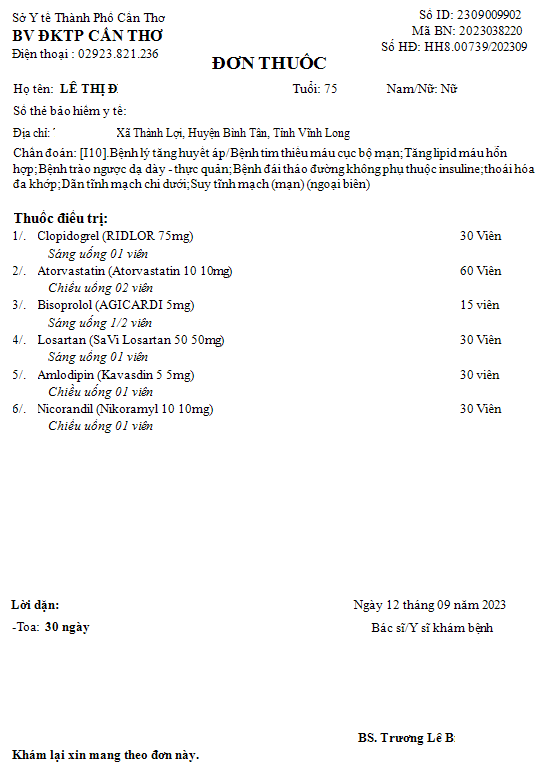 Sở Y tế Thành Phố Cần Thơ
BV ĐKTP CẦN THƠ
Điện thoại : 02923.821.236
Số ID: 2309009902
Mã BN: 2023038220
Số HĐ: HH8.00739/202309
ĐƠN THUỐC
Họ tên: LÊ THỊ Đ Tuổi: 75 Nam/Nữ: Nữ
Số thẻ bảo hiểm y tế:
Địa chỉ: Xã Thành Lợi, Huyện Bình Tân, Tỉnh Vĩnh Long
Chẩn đoán: [I10].Bệnh lý tăng huyết áp/Bệnh tim thiếu máu cục bộ mạn;Tăng lipid máu hỗn
hợp;Bệnh trào ngược dạ dày - thực quản;Bệnh đái tháo đường không phụ thuộc insuline;thoái hóa
đa khớp;Dãn tĩnh mạch chi dưới;Suy tĩnh mạch (mạn) (ngoại biên)
Thuốc điều trị:
1/. Clopidogrel (RIDLOR 75mg) 30 Viên
Sáng uống 01 viên
2/. Atorvastatin (Atorvastatin 10 10mg) 60 Viên
Chiều uống 02 viên
3/. Bisoprolol (AGICARDI 5mg) 15 viên
Sáng uống 1/2 viên
4/. Losartan (SaVi Losartan 50 50mg) 30 Viên
Sáng uống 01 viên
5/. Amlodipin (Kavasdin 5 5mg) 30 viên
Chiều uống 01 viên
6/. Nicorandil (Nikoramyl 10 10mg) 30 Viên
Chiều uống 01 viên
Lời dặn:
-Toa: 30 ngày
Ngày 12 tháng 09 năm 2023
Bác sĩ/Y sĩ khám bệnh
BS. Trương Lê B
Khám lại xin mang theo đơn này.